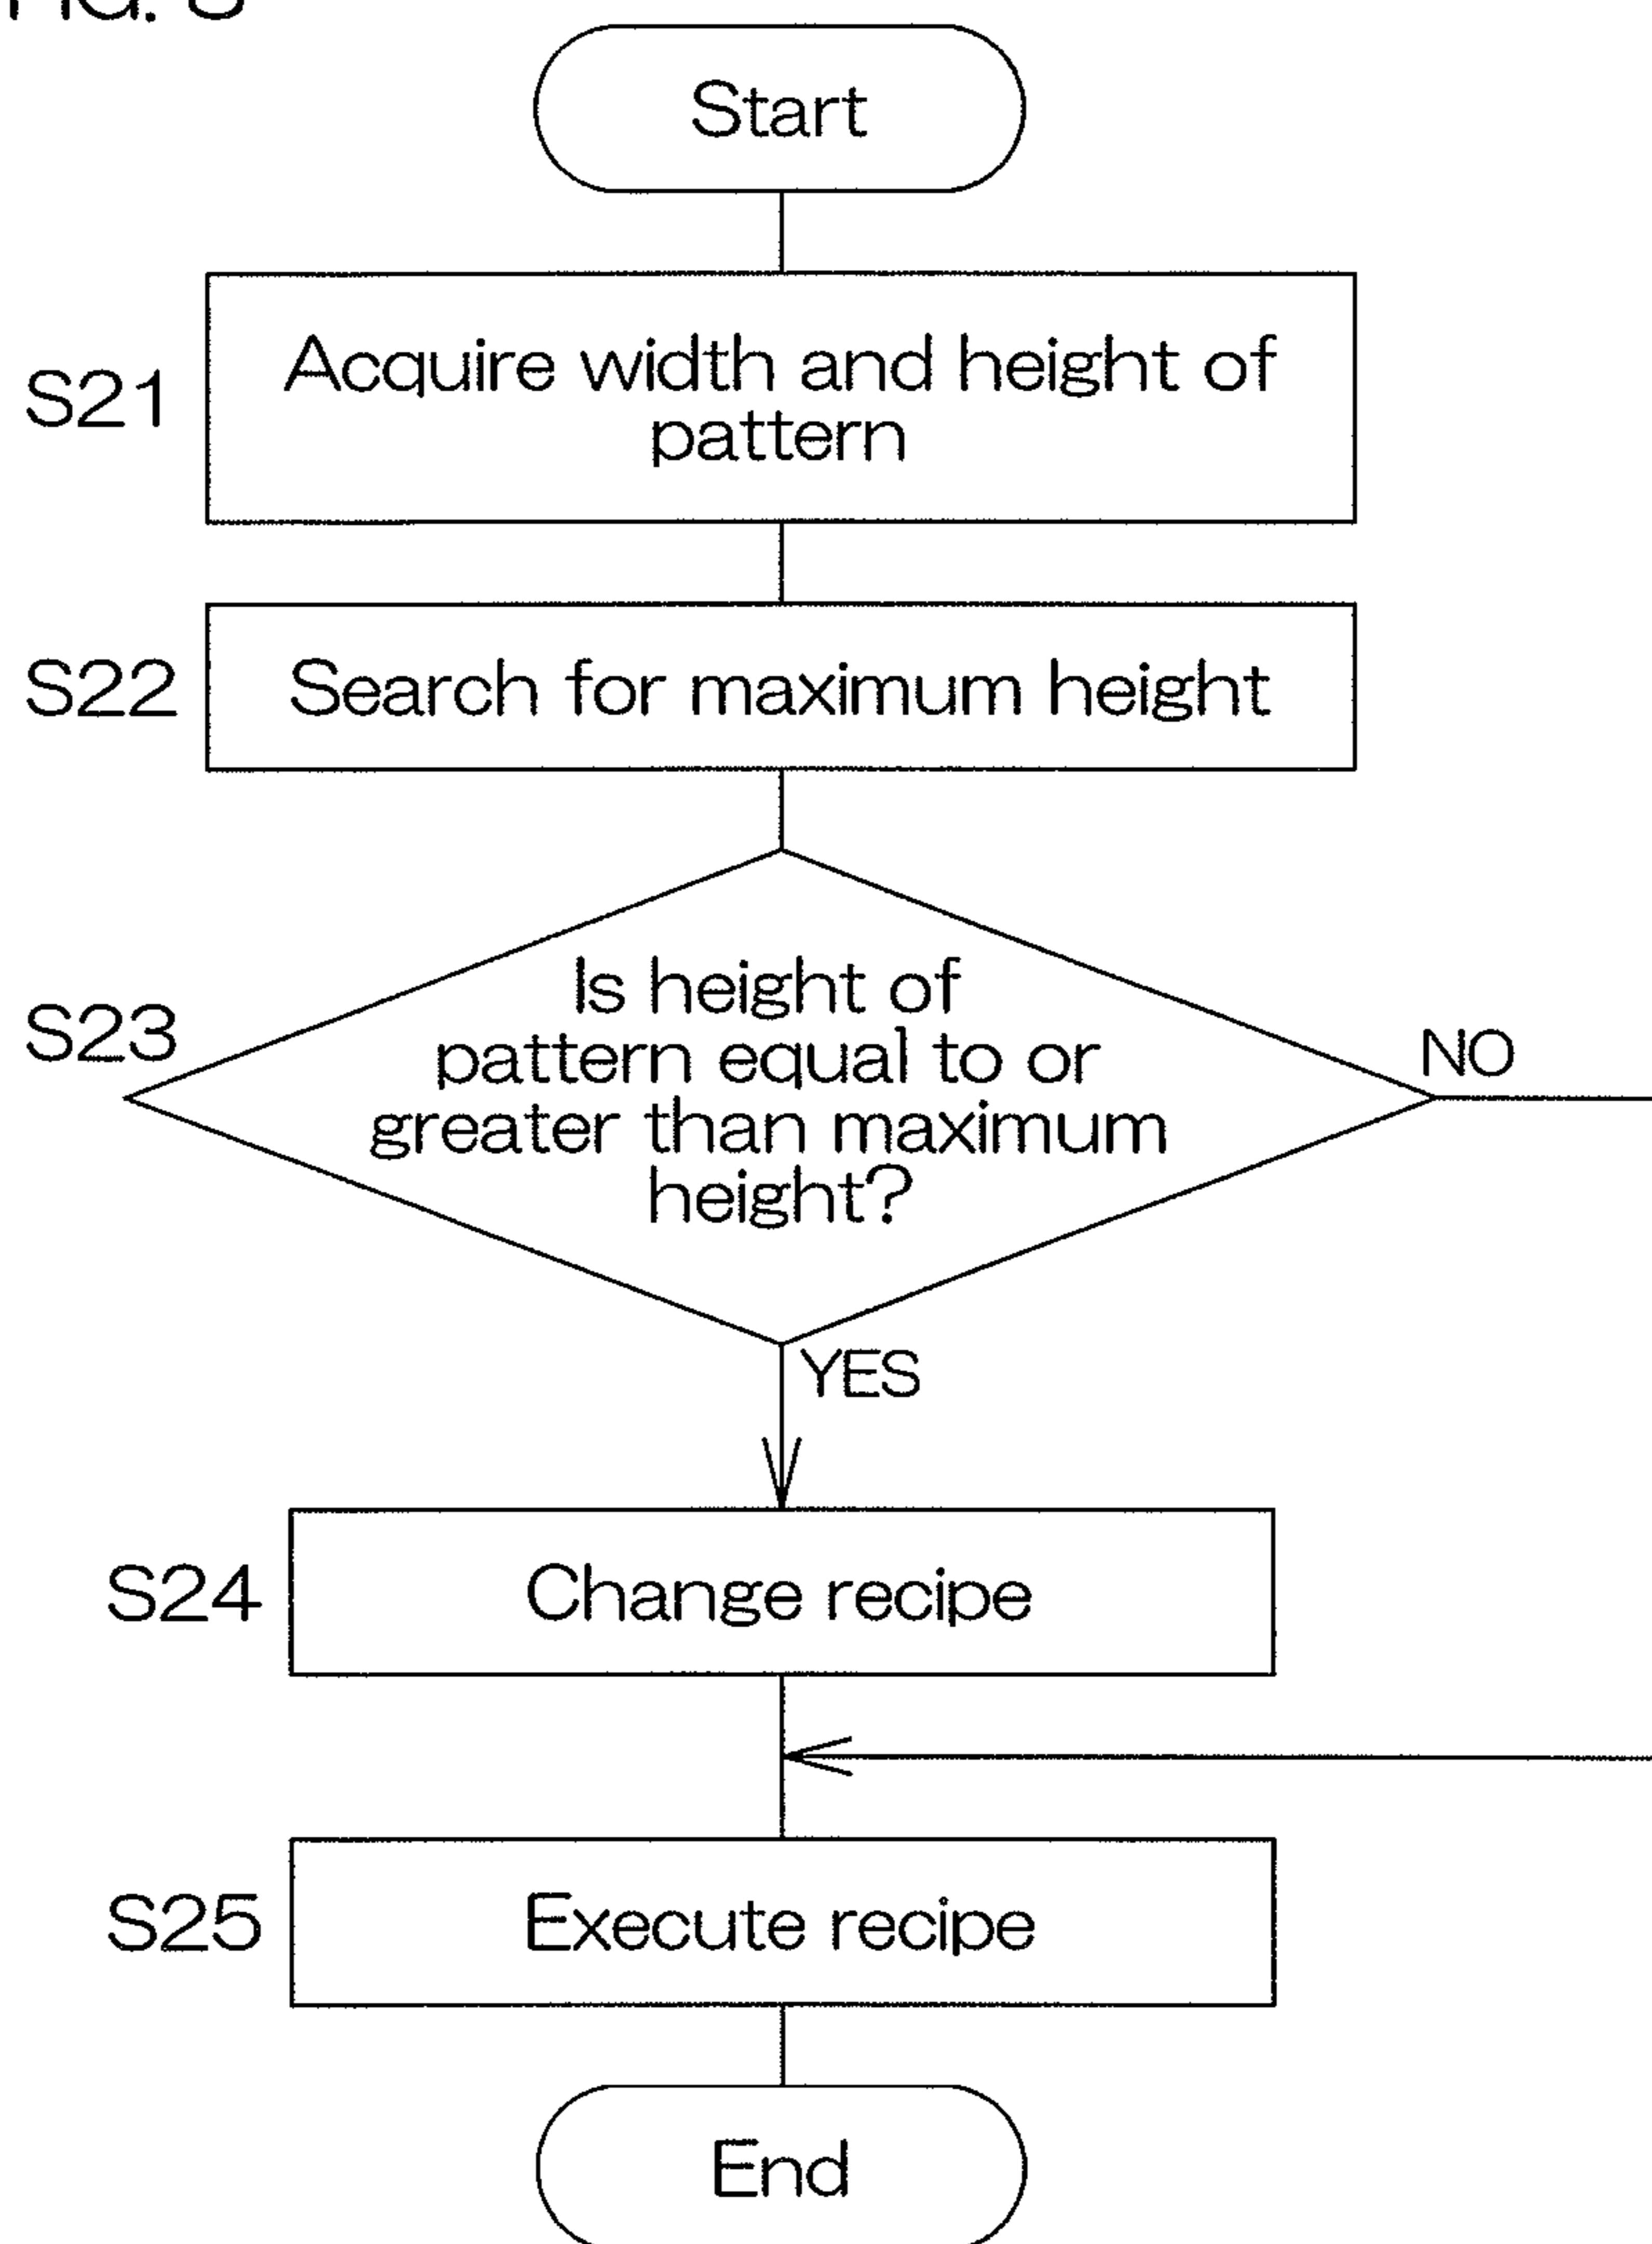 Start
S21
Acquire width and height of
pattern
S22
Search for maximum height
S23
Is height of
pattern equal to or
greater than maximum
height?
NO
YES
S24
Change recipe
S25
Execute recipe
End